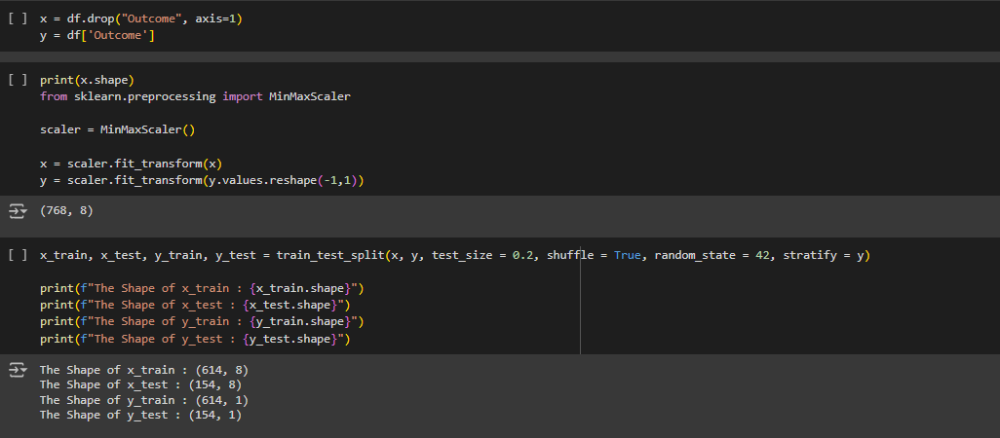 [ ] x = df.drop("Outcome", axis=1)
y = df['Outcome']
[ ] print(x.shape)
from sklearn.preprocessing import MinMaxScaler
scaler = MinMaxScaler()
x = scaler.fit_transform(x)
y = scaler.fit_transform(y.values.reshape(-1,1))
(768, 8)
[ ] x_train, x_test, y_train, y_test = train_test_split(x, y, test_size = 0.2, shuffle = True, random_state = 42, stratify = y)
print(f"The Shape of x_train : {x_train.shape}")
print(f"The Shape of x_test : {x_test.shape}")
print(f"The Shape of y_train : {y_train.shape}")
print(f"The Shape of y_test : {y_test.shape}")
The Shape of x_train : (614, 8)
The Shape of x_test : (154, 8)
The Shape of y_train : (614, 1)
The Shape of y_test : (154, 1)